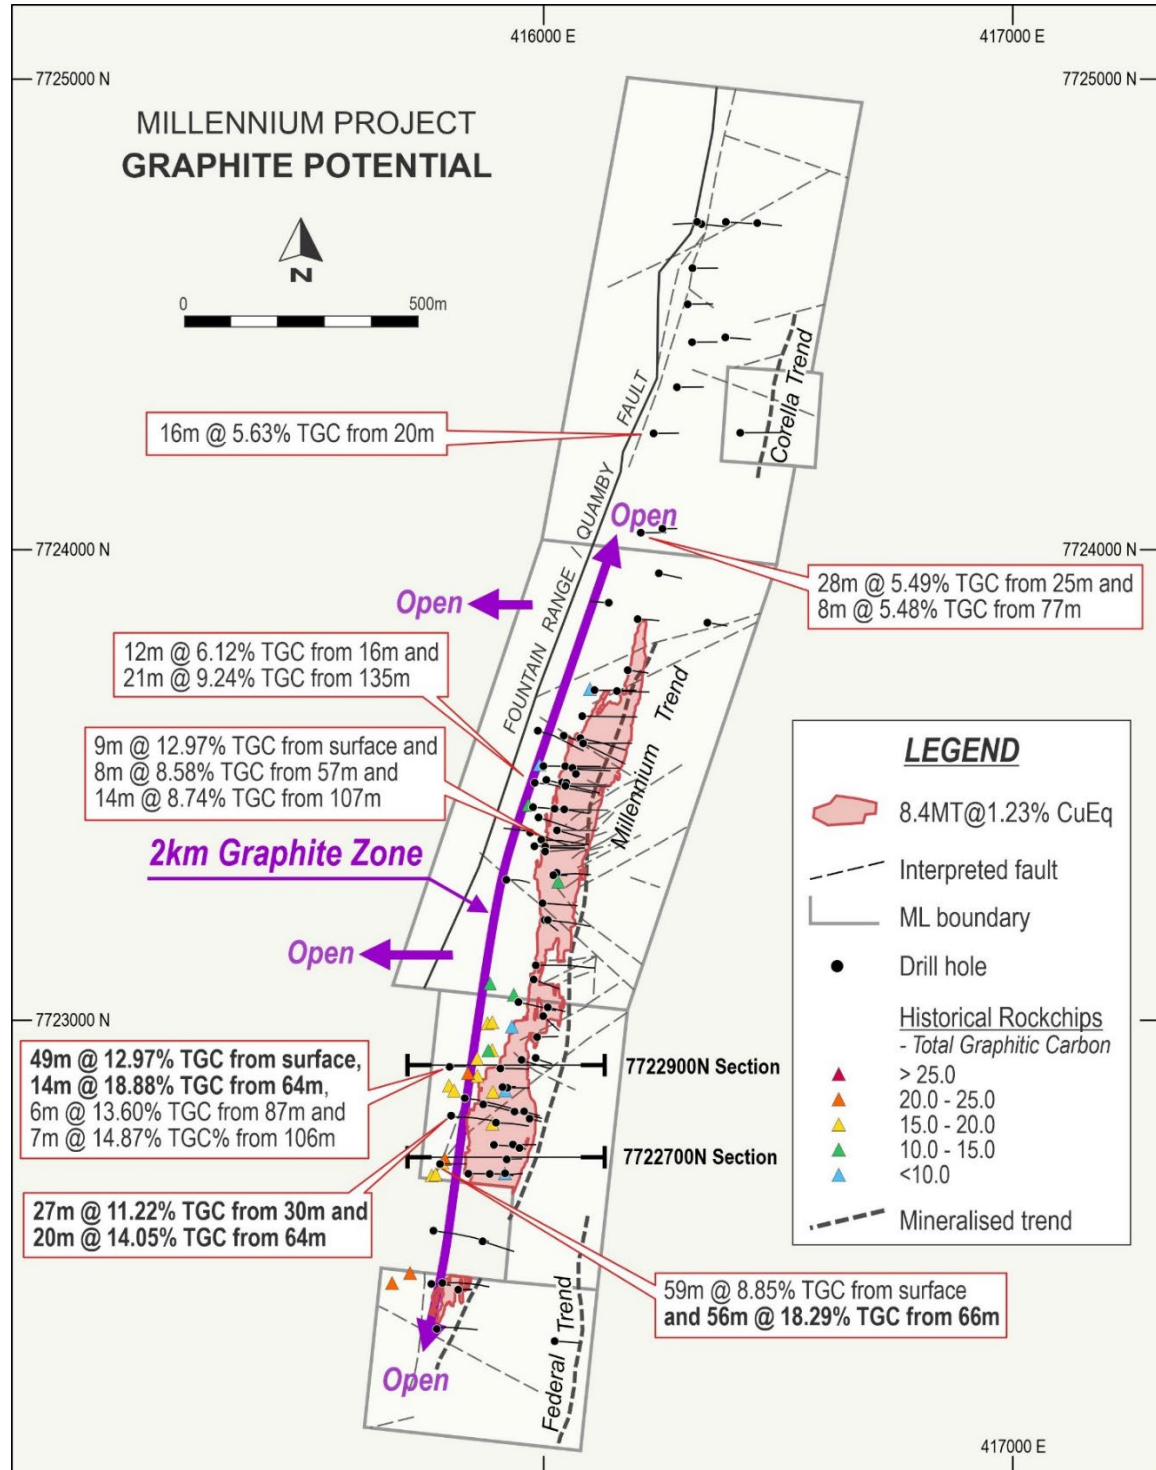 416000 E
417000 E
7725000 N
7725000 N
MILLENNIUM PROJECT
GRAPHITE POTENTIAL
N
0
500m
Corella Trend
16m @ 5.63% TGC from 20m
FOUNTAIN RANGE / QUAMBY FAULT
Open
7724000 N
7724000 N
28m @ 5.49% TGC from 25m and
8m @ 5.48% TGC from 77m
Open
12m @ 6.12% TGC from 16m and
21m @ 9.24% TGC from 135m
Millennium Trend
9m @ 12.97% TGC from surface and
8m @ 8.58% TGC from 57m and
14m @ 8.74% TGC from 107m
2km Graphite Zone
Open
LEGEND
8.4MT@1.23% CuEq
Interpreted fault
ML boundary
Drill hole
Historical Rockchips
- Total Graphitic Carbon
> 25.0
20.0 - 25.0
15.0 - 20.0
10.0 - 15.0
<10.0
Mineralised trend
7723000 N
49m @ 12.97% TGC from surface,
14m @ 18.88% TGC from 64m,
6m @ 13.60% TGC from 87m and
7m @ 14.87% TGC% from 106m
7722900N Section
7722700N Section
27m @ 11.22% TGC from 30m and
20m @ 14.05% TGC from 64m
59m @ 8.85% TGC from surface
and 56m @ 18.29% TGC from 66m
Federal Trend
Open
417000 E